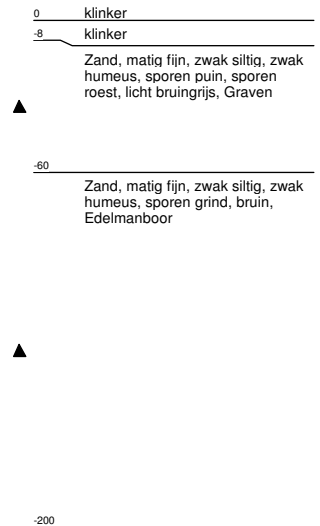 0 klinker
-8 klinker
Zand, matig fijn, zwak siltig, zwak
humeus, sporen puin, sporen
roest, licht bruingrijs, Graven
-60
Zand, matig fijn, zwak siltig, zwak
humeus, sporen grind, bruin,
Edelmanboor
-200